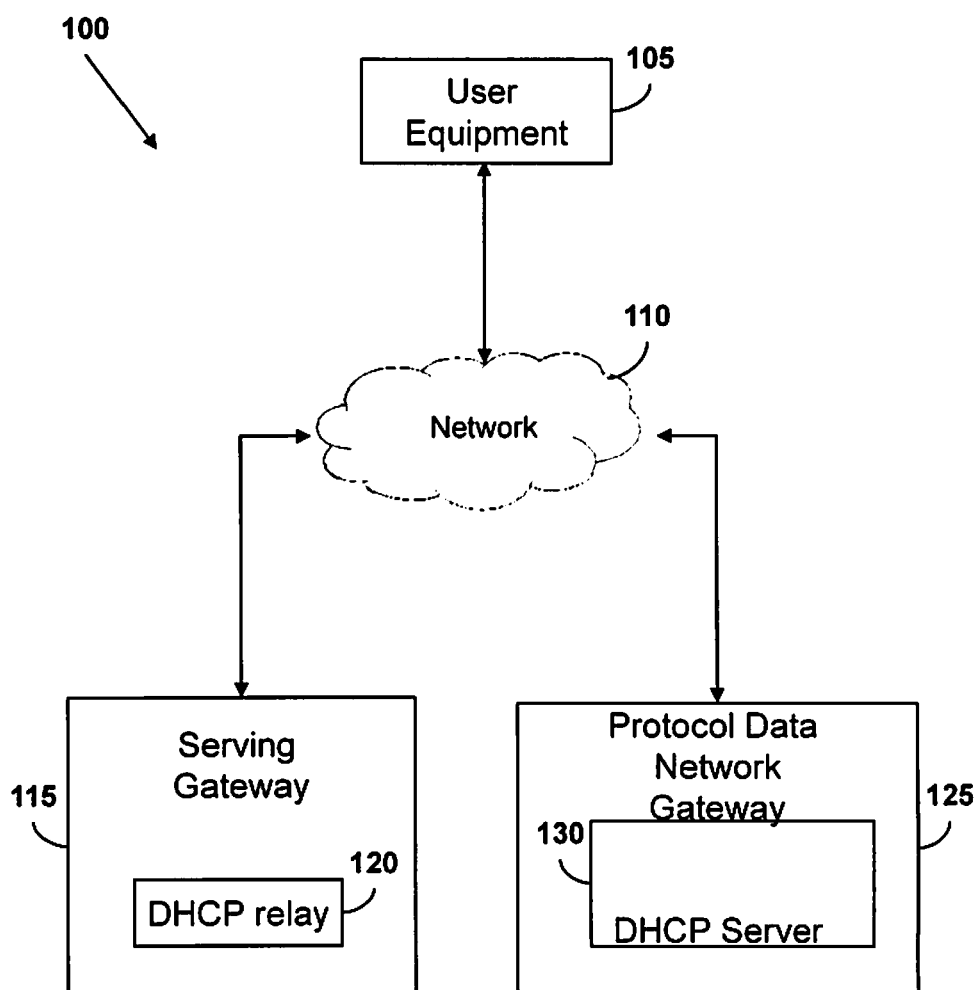 100
105
User
Equipment
110
Network
Serving
Gateway
Protocol Data
Network
Gateway
115
125
120
130
DHCP relay
DHCP Server